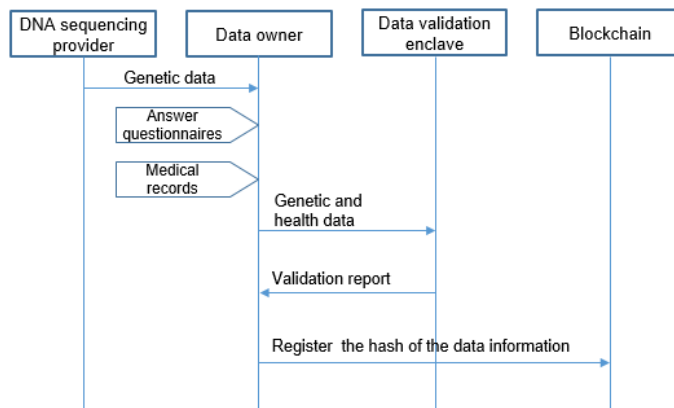 DNA sequencing
provider
Data owner
Data validation
enclave
Blockchain
Genetic data
Answer
questionnaires
Medical
records
Genetic and
health data
Validation report
Register the hash of the data information